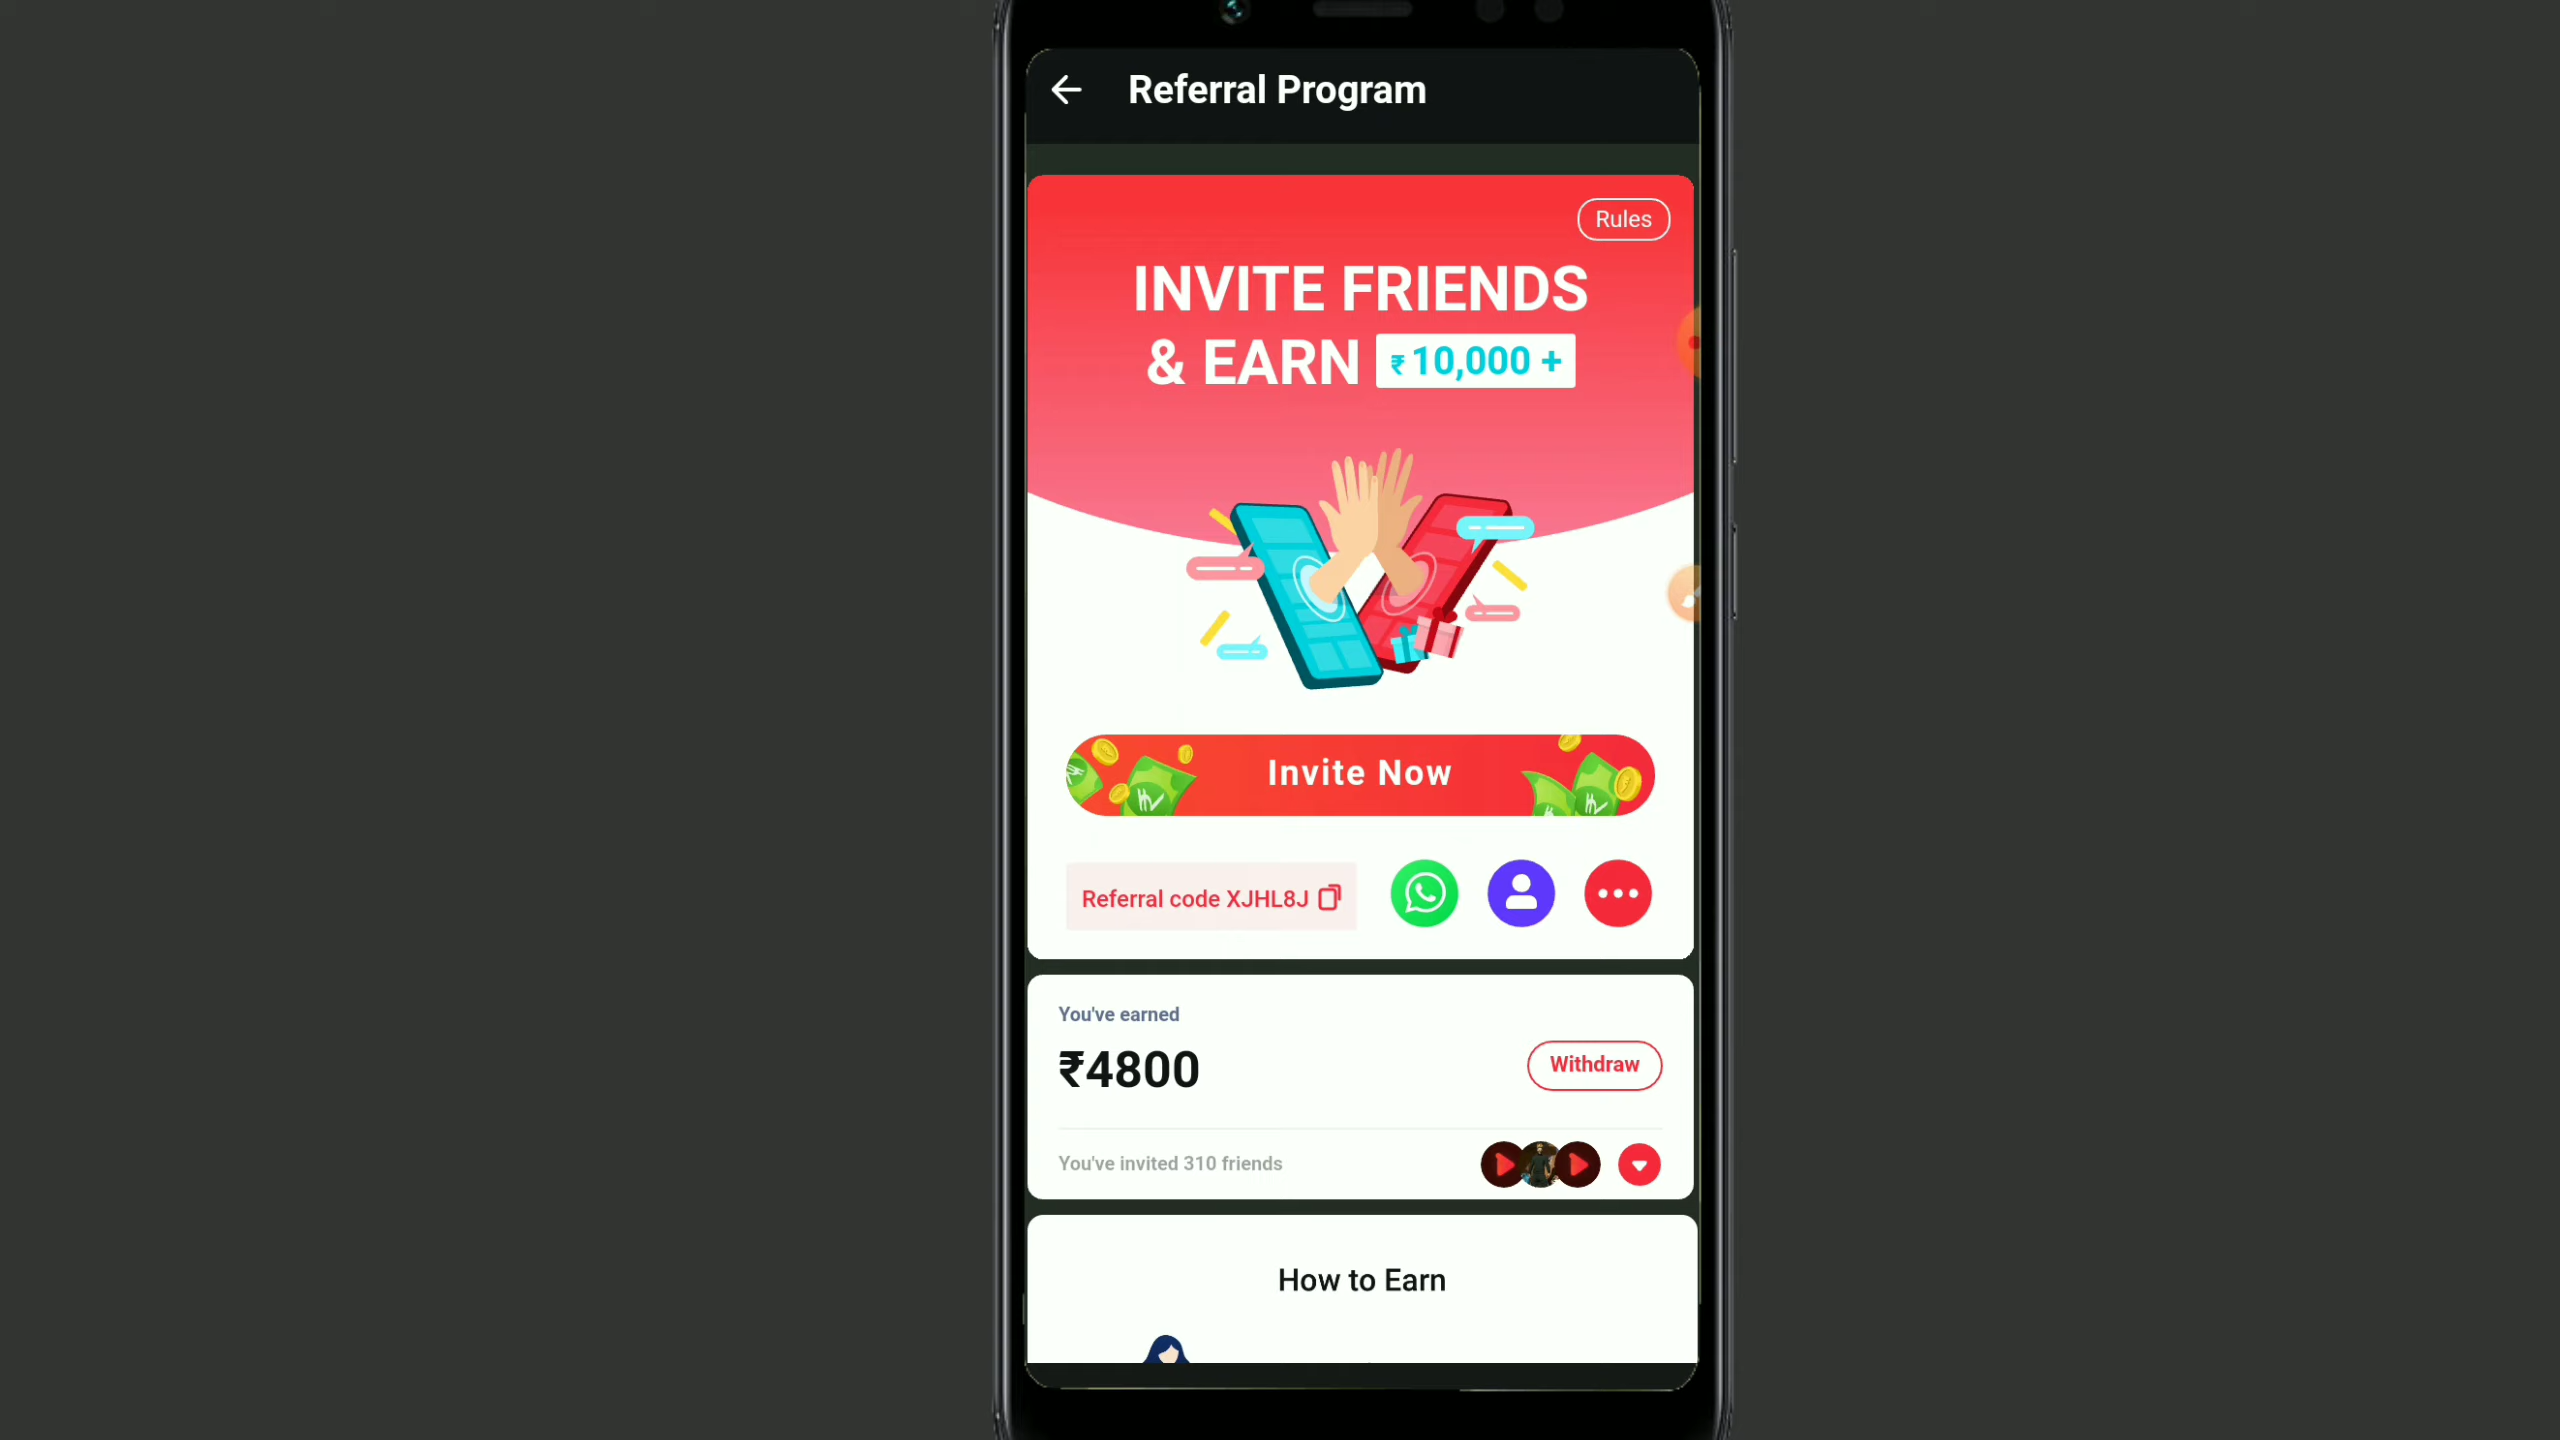 Referral Program
Rules
INVITE FRIENDS
& EARN ₹ 10,000 +
Invite Now
Referral code XJHL8J
You've earned
₹4800
Withdraw
You've invited 310 friends
How to Earn